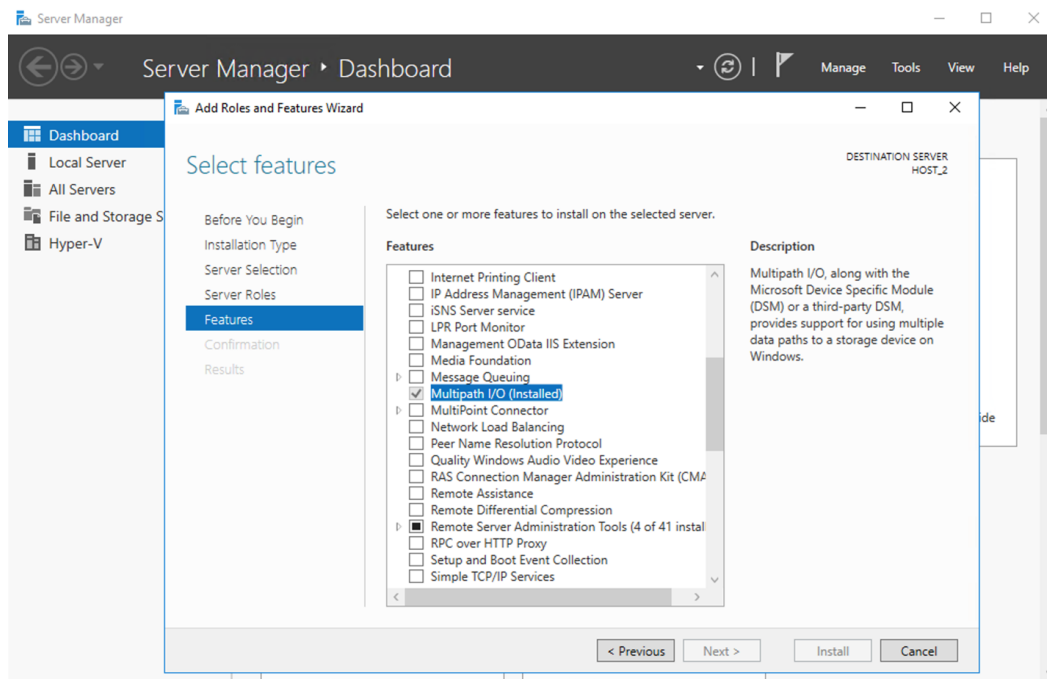 Server Manager
Server Manager ‣ Dashboard
Manage Tools View Help
Dashboard
Local Server
All Servers
File and Storage S
Hyper-V
Add Roles and Features Wizard
Select features
DESTINATION SERVER
HOST_2
Before You Begin
Installation Type
Server Selection
Server Roles
Features
Confirmation
Results
Select one or more features to install on the selected server.
Features
Internet Printing Client
IP Address Management (IPAM) Server
iSNS Server service
LPR Port Monitor
Management OData IIS Extension
Media Foundation
Message Queuing
Multipath I/O (Installed)
MultiPoint Connector
Network Load Balancing
Peer Name Resolution Protocol
Quality Windows Audio Video Experience
RAS Connection Manager Administration Kit (CMA
Remote Assistance
Remote Differential Compression
Remote Server Administration Tools (4 of 41 instal
RPC over HTTP Proxy
Setup and Boot Event Collection
Simple TCP/IP Services
Description
Multipath I/O, along with the
Microsoft Device Specific Module
(DSM) or a third-party DSM,
provides support for using multiple
data paths to a storage device on
Windows.
ide
< Previous
Next >
Install
Cancel